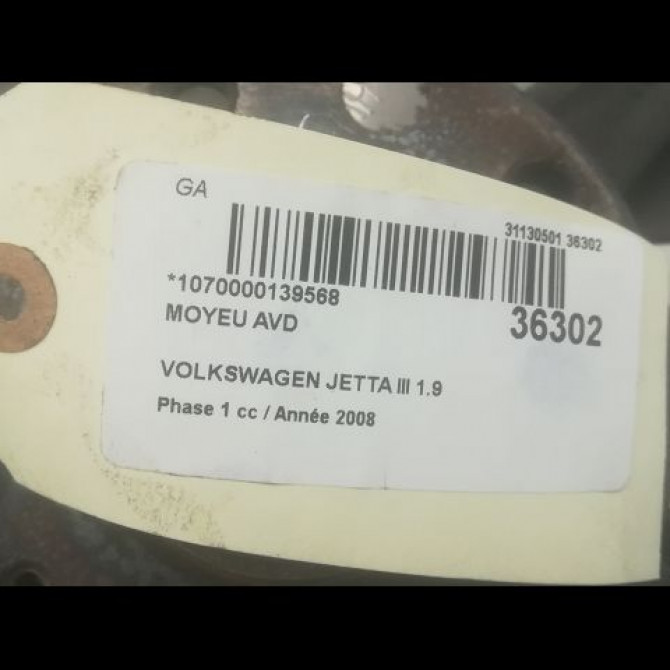 GA
31130501 36302
*1070000139568
MOYEU AVD
36302
VOLKSWAGEN JETTA III 1.9
Phase 1 cc / Année 2008